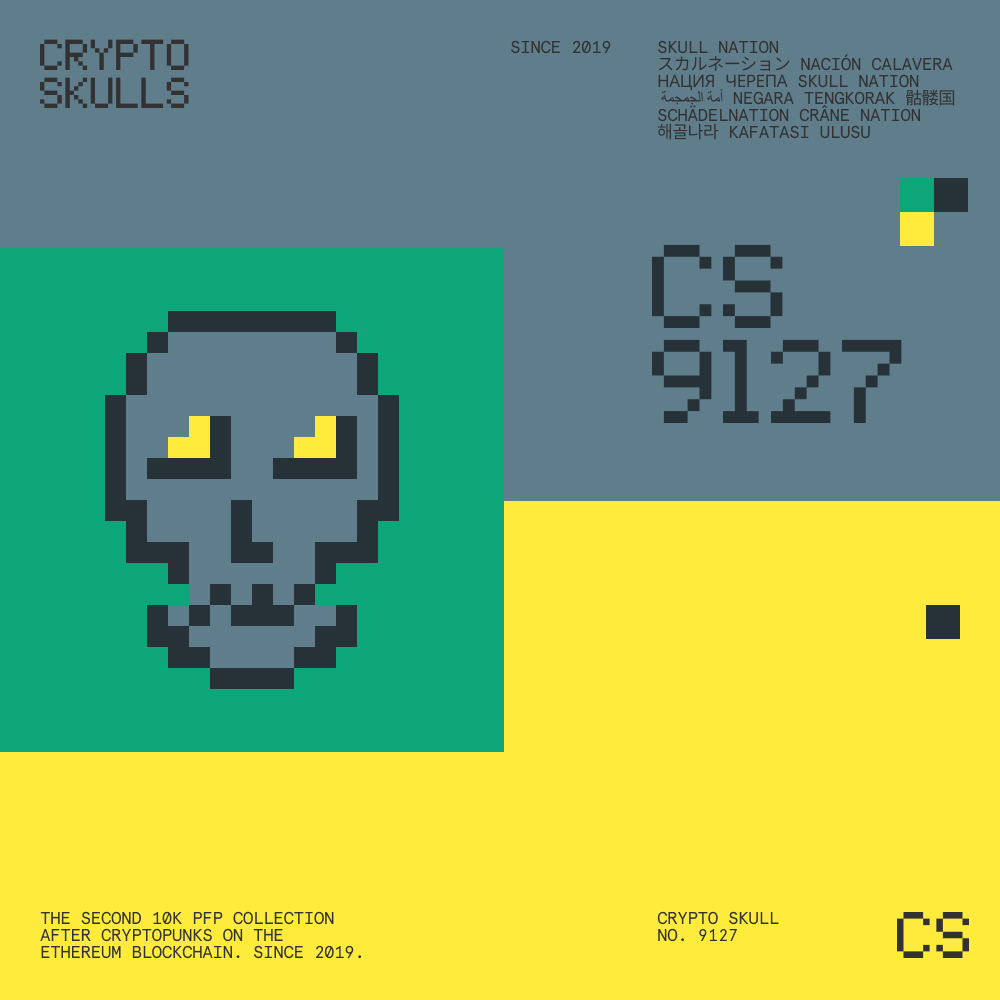 CRYPTO
SKULLS
SINCE 2019
SKULL NATION
スカルネーション NACIÓN CALAVERA
НАЦИЯ ЧЕРЕПА SKULL NATION
أمة الجمجمة NEGARA TENGKORAK 骷髅国
SCHÄDELNATION CRÂNE NATION
해골나라 KAFATASI ULUSU
CS
9127
THE SECOND 10K PFP COLLECTION
AFTER CRYPTOPUNKS ON THE
ETHEREUM BLOCKCHAIN. SINCE 2019.
CRYPTO SKULL
NO. 9127
CS